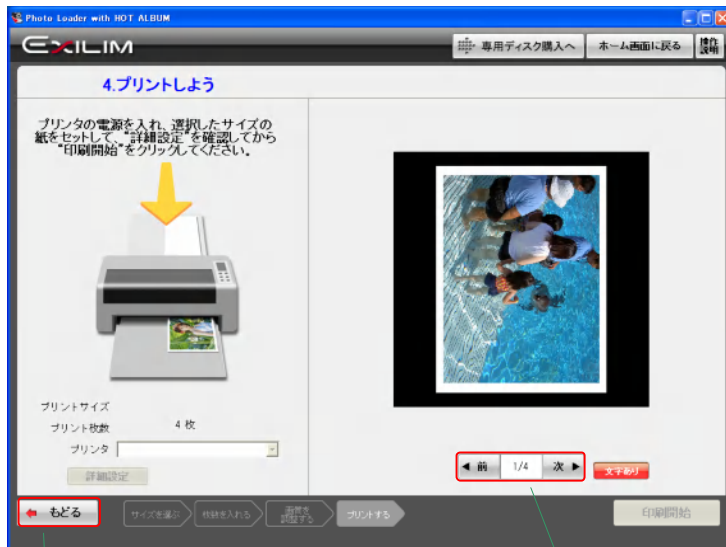 Photo Loader with HOT ALBUM
EXILIM
専用ディスク購入へ
ホーム画面に戻る
操作
説明
4.プリントしよう
プリンタの電源を入れ、選択したサイズの
紙をセットして、"詳細設定"を確認してから
"印刷開始"をクリックしてください。
プリントサイズ
プリント枚数 4 枚
プリンタ
詳細設定
◀ 前 1/4 次 ▶
文字あり
もどる
サイズを選ぶ
枚数を入れる
画質を
調整する
プリントする
印刷開始